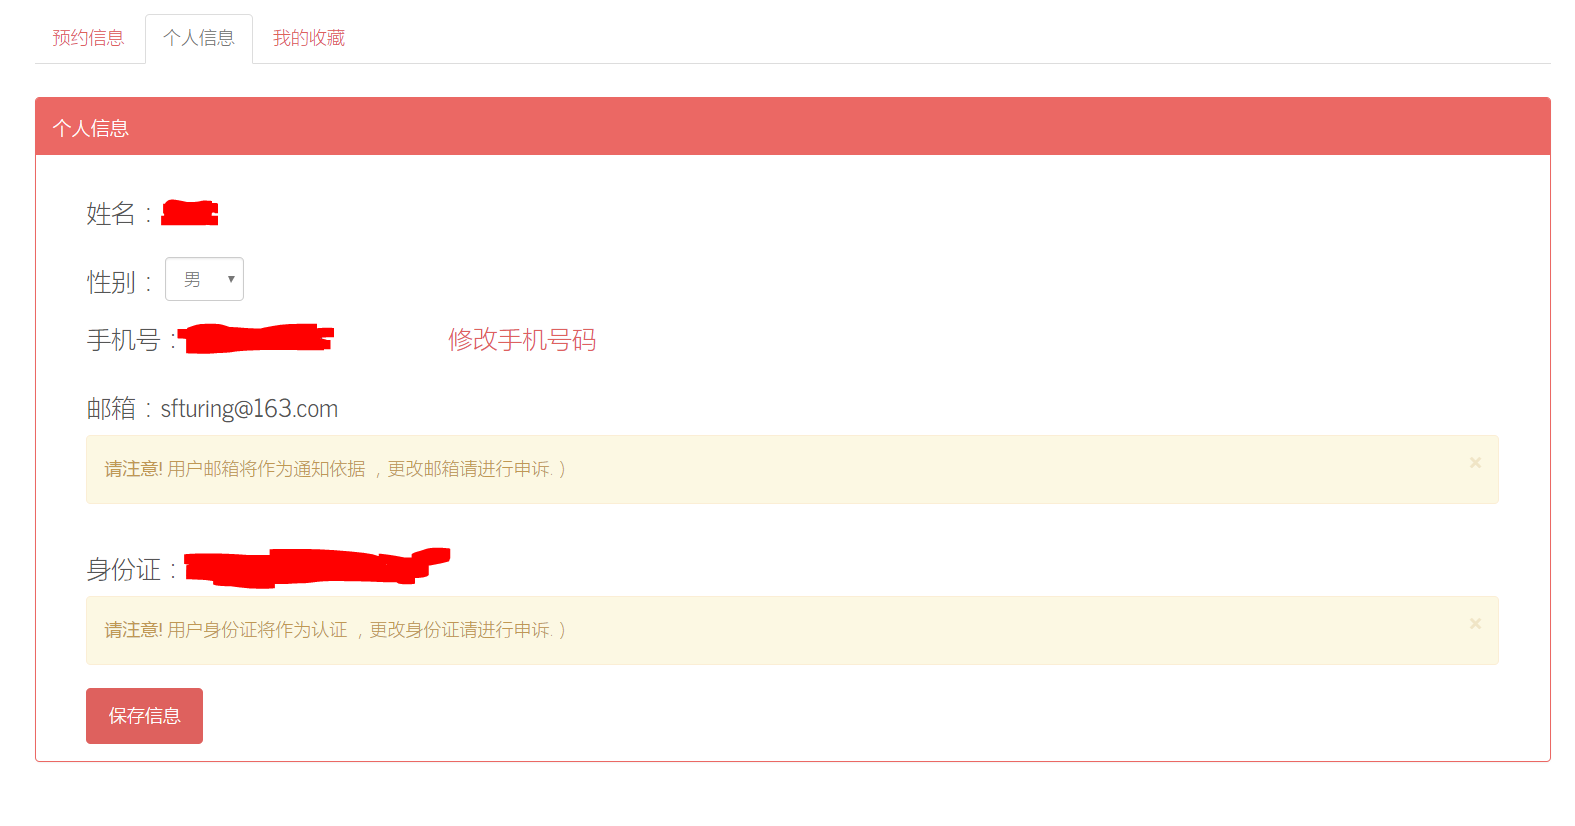 预约信息 个人信息 我的收藏
个人信息
姓名：
性别： 男
手机号： 修改手机号码
邮箱：sfturing@163.com
请注意! 用户邮箱将作为通知依据 ，更改邮箱请进行申诉. )
×
身份证：
请注意! 用户身份证将作为认证 ，更改身份证请进行申诉. )
×
保存信息